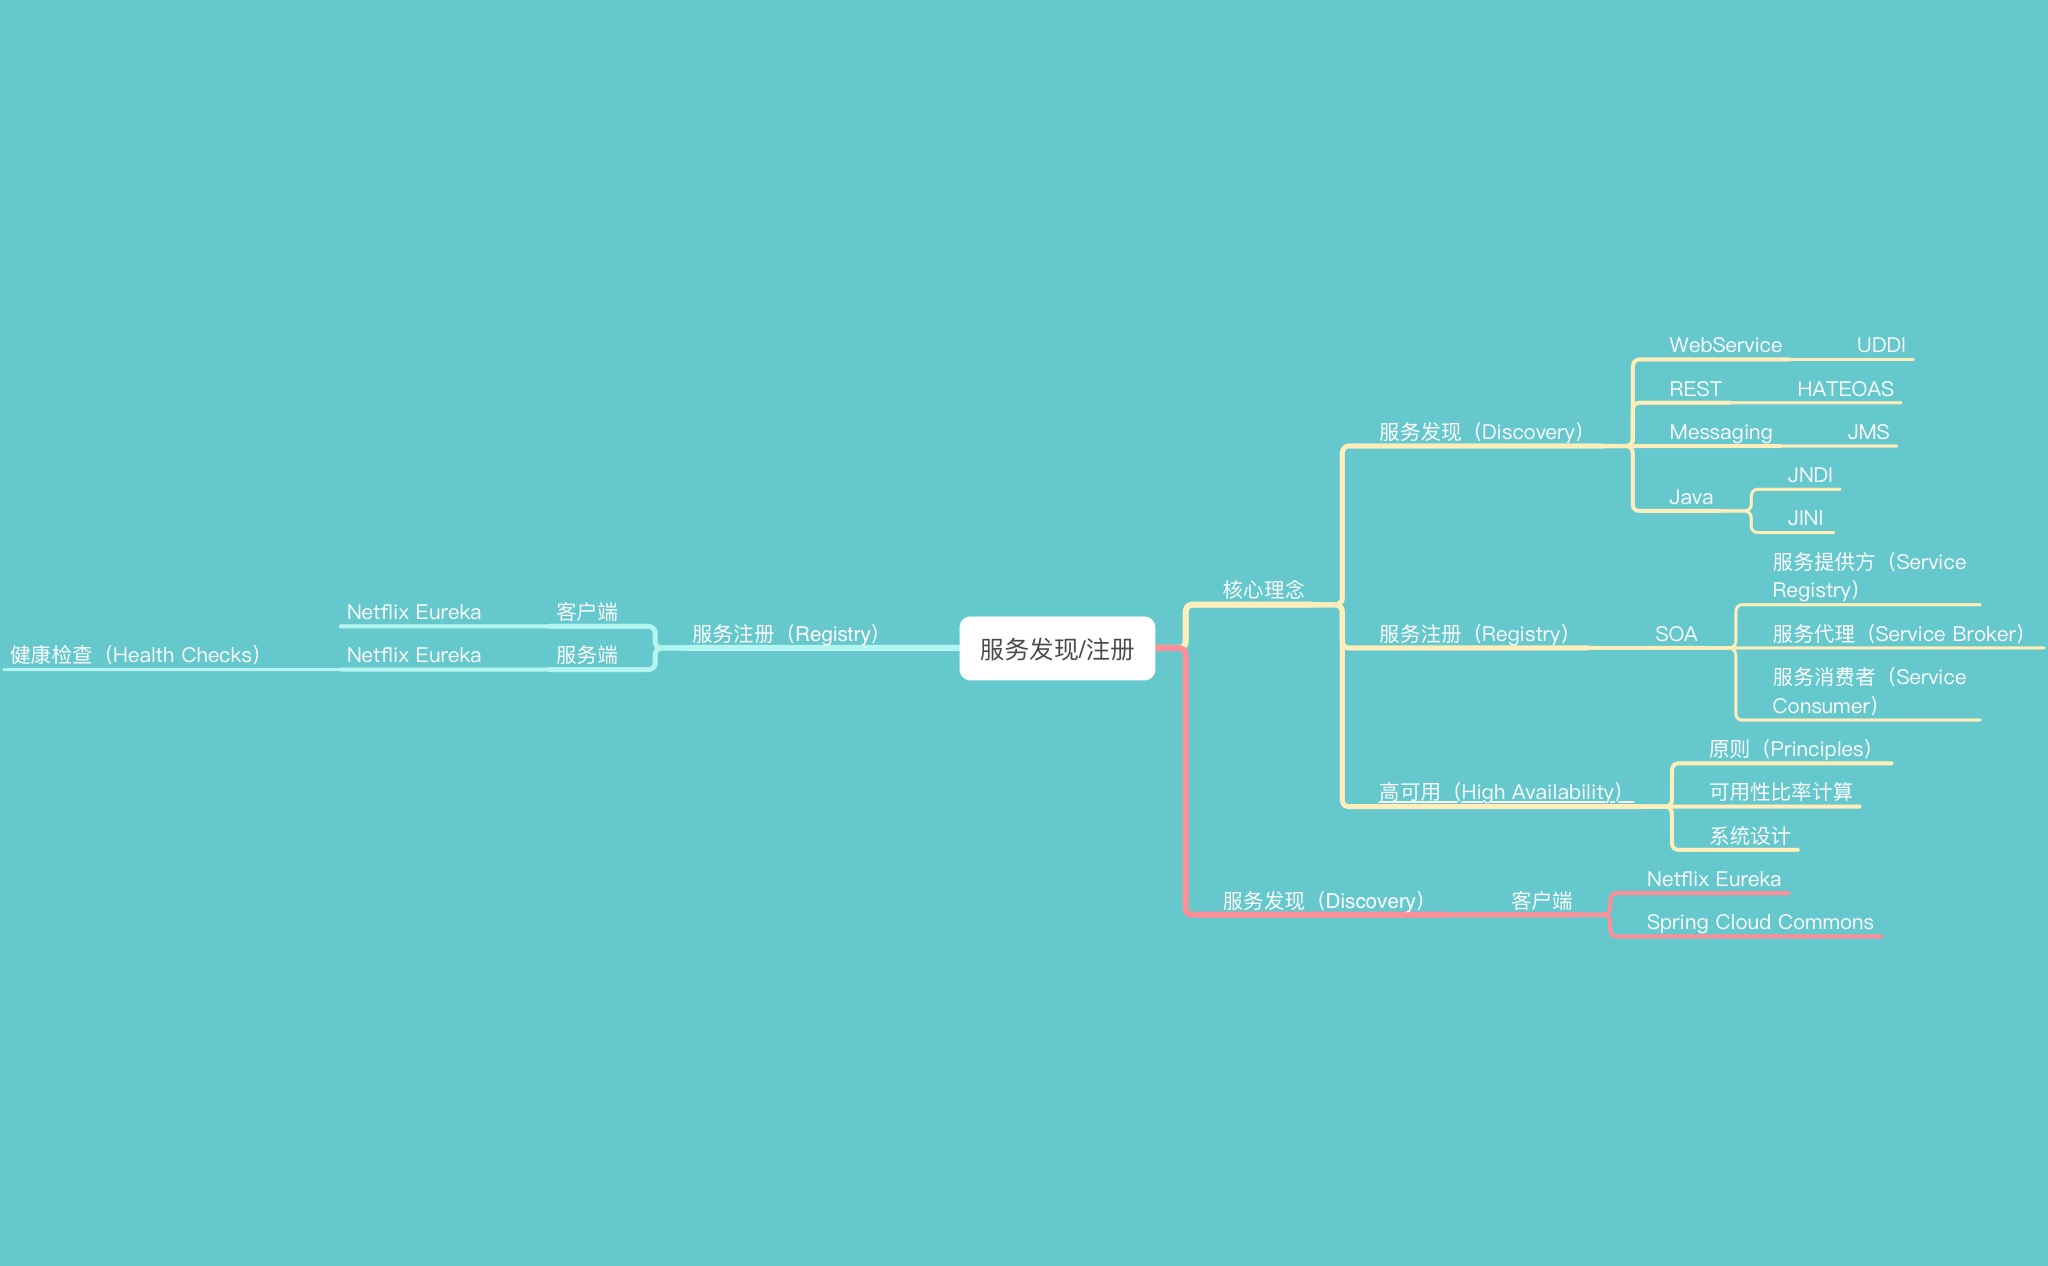 服务发现/注册
核心理念
服务发现（Discovery）
WebService
UDDI
REST
HATEOAS
Messaging
JMS
Java
JNDI
JINI
服务注册（Registry）
SOA
服务提供方（Service
Registry）
服务代理（Service Broker）
服务消费者（Service
Consumer）
高可用（High Availability）
原则（Principles）
可用性比率计算
系统设计
服务发现（Discovery）
客户端
Netflix Eureka
Spring Cloud Commons
服务注册（Registry）
客户端
Netflix Eureka
服务端
Netflix Eureka
健康检查（Health Checks）